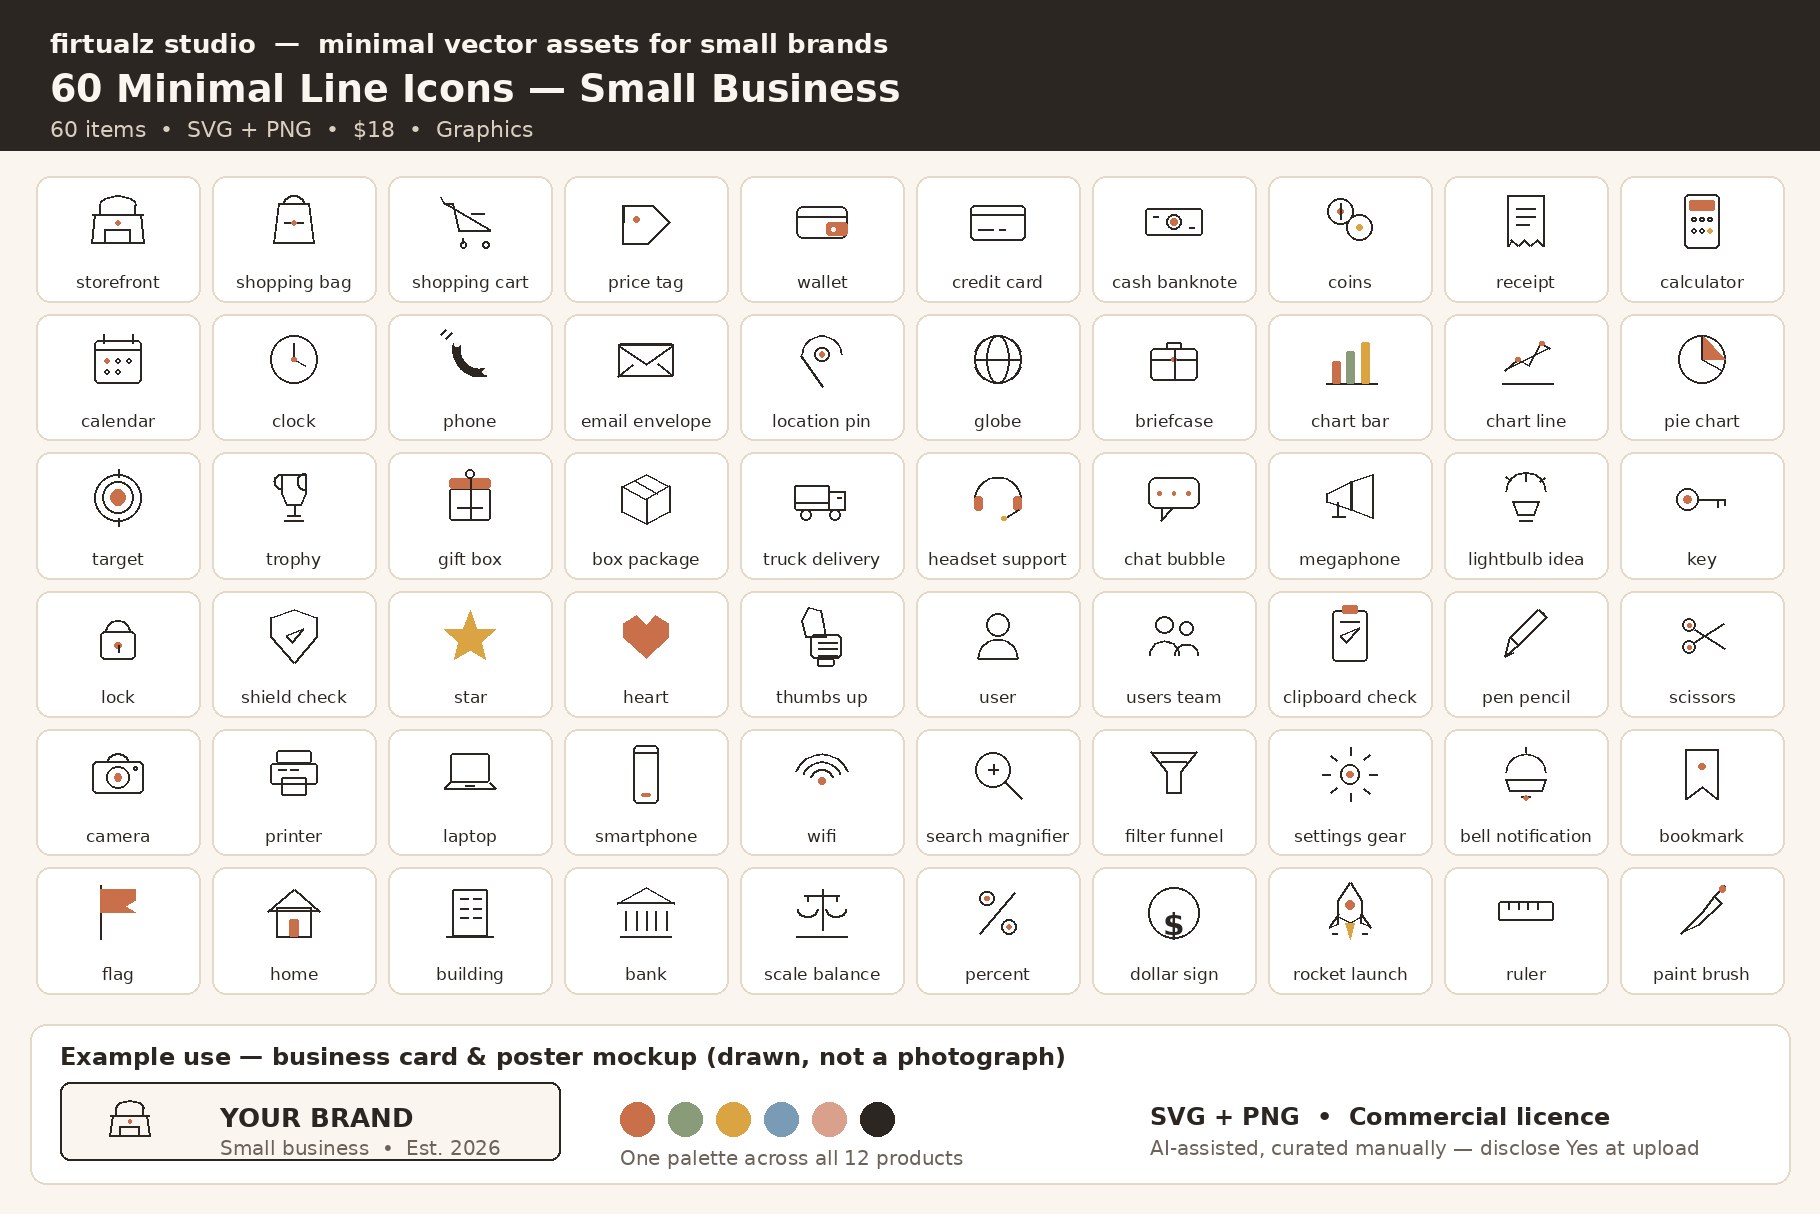 firtualz studio — minimal vector assets for small brands
60 Minimal Line Icons — Small Business
60 items • SVG + PNG • $18 • Graphics
storefront
shopping bag
shopping cart
price tag
wallet
credit card
cash banknote
coins
receipt
calculator
calendar
clock
phone
email envelope
location pin
globe
briefcase
chart bar
chart line
pie chart
target
trophy
gift box
box package
truck delivery
headset support
chat bubble
megaphone
lightbulb idea
key
lock
shield check
star
heart
thumbs up
user
users team
clipboard check
pen pencil
scissors
camera
printer
laptop
smartphone
wifi
search magnifier
filter funnel
settings gear
bell notification
bookmark
flag
home
building
bank
scale balance
percent
$
dollar sign
rocket launch
ruler
paint brush
Example use — business card & poster mockup (drawn, not a photograph)
YOUR BRAND
Small business • Est. 2026
One palette across all 12 products
SVG + PNG • Commercial licence
AI-assisted, curated manually — disclose Yes at upload